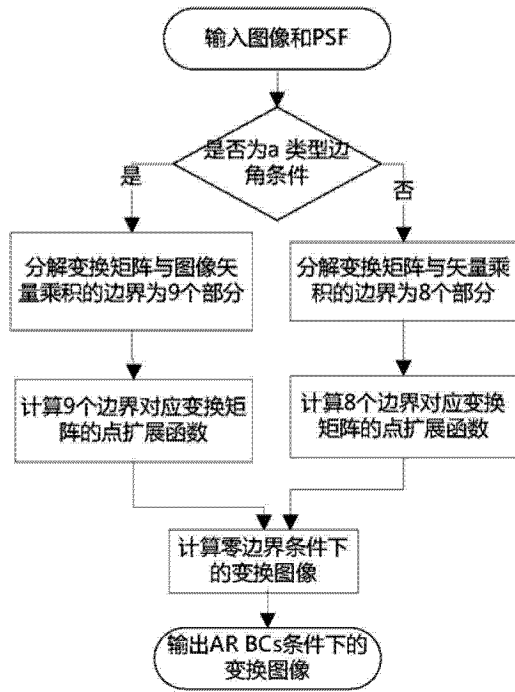 输入图像和PSF
是否为a 类型边
角条件
是
否
分解变换矩阵与图像矢
量乘积的边界为9个部分
分解变换矩阵与矢量乘
积的边界为8个部分
计算9个边界对应变换矩
阵的点扩展函数
计算8个边界对应变换
矩阵的点扩展函数
计算零边界条件下
的变换图像
输出AR BCs条件下的
变换图像